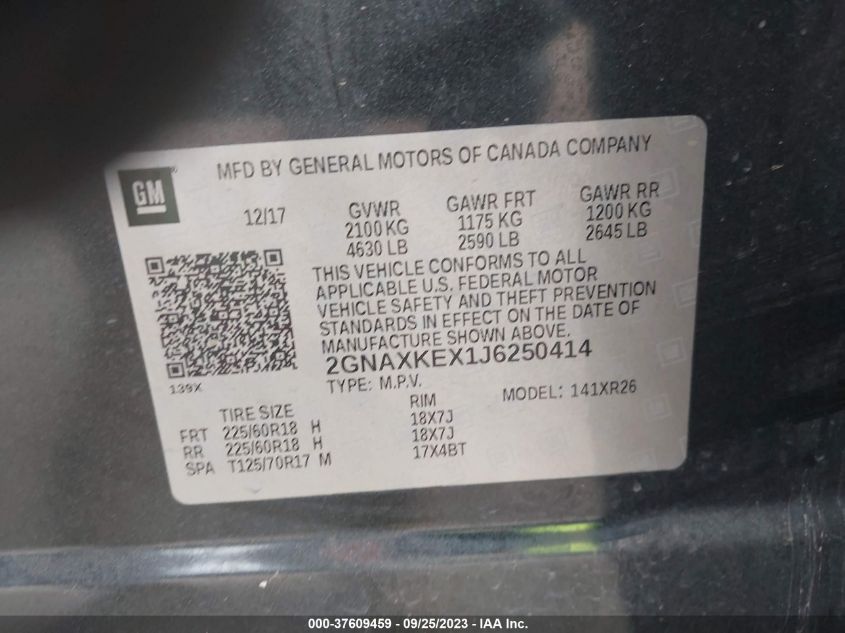 GM
MFD BY GENERAL MOTORS OF CANADA COMPANY
12/17 GVWR GAWR FRT GAWR RR
2100 KG 1175 KG 1200 KG
4630 LB 2590 LB 2645 LB
THIS VEHICLE CONFORMS TO ALL
APPLICABLE U.S. FEDERAL MOTOR
VEHICLE SAFETY AND THEFT PREVENTION
STANDARDS IN EFFECT ON THE DATE OF
MANUFACTURE SHOWN ABOVE.
2GNAXKEX1J6250414
139X
TYPE: M.P.V. MODEL: 141XR26
TIRE SIZE RIM
FRT 225/60R18 H 18X7J
RR 225/60R18 H 18X7J
SPA T125/70R17 M 17X4BT
000-37609459 - 09/25/2023 - Copyright © IAA, Inc.